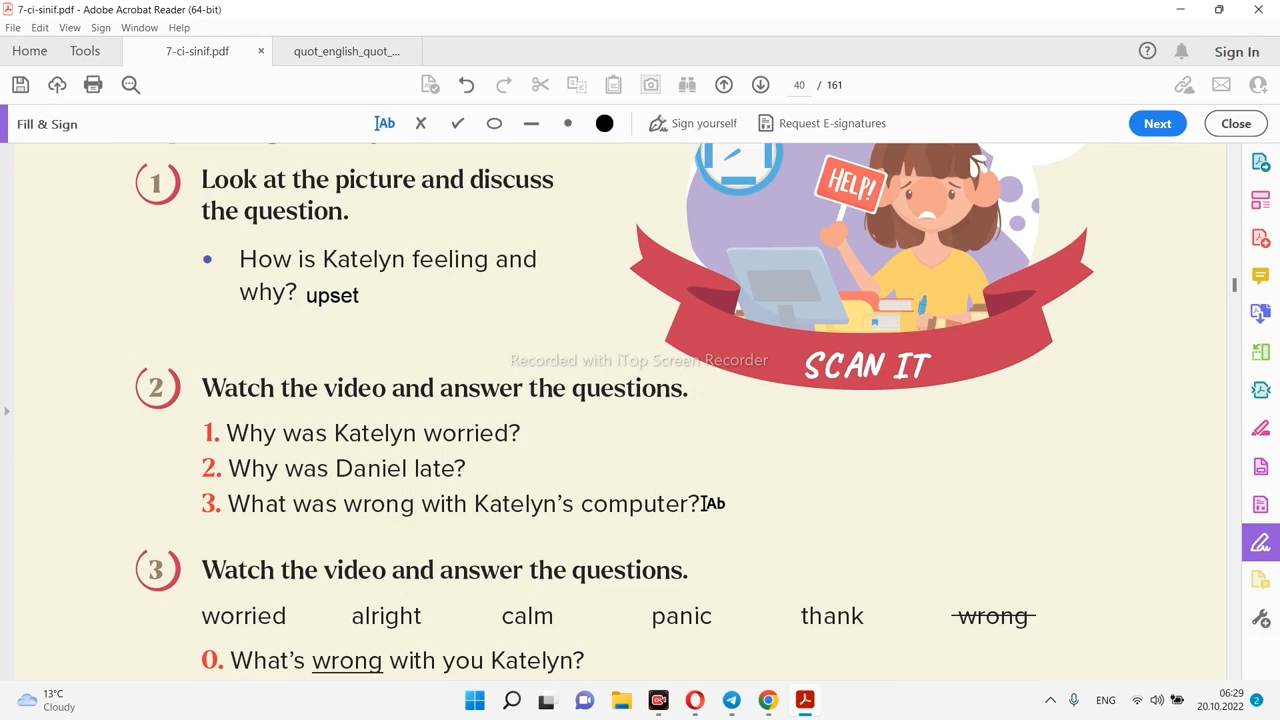 7-ci-sinif.pdf - Adobe Acrobat Reader (64-bit)
File Edit View Sign Window Help
Home Tools 7-ci-sinif.pdf × quot_english_quot_... Sign In
40 / 161
Fill & Sign Ab Sign yourself Request E-signatures Next Close
1 Look at the picture and discuss
the question.
HELP!
• How is Katelyn feeling and
why? upset
Recorded with iTop Screen Recorder
SCAN IT
2 Watch the video and answer the questions.
1. Why was Katelyn worried?
2. Why was Daniel late?
3. What was wrong with Katelyn's computer? Ab
3 Watch the video and answer the questions.
worried alright calm panic thank wrong
0. What's wrong with you Katelyn?
13°C
Cloudy
ENG
06:29
20.10.2022
2